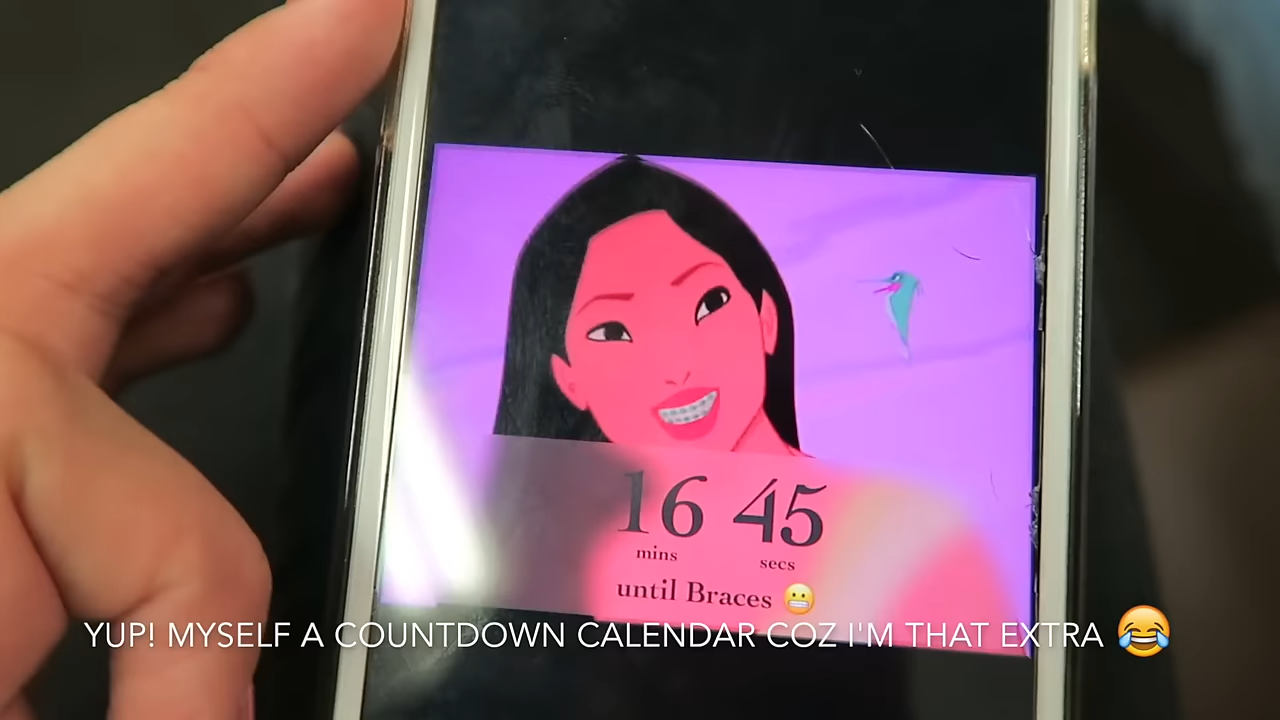 16 45
mins secs
until Braces 😬
YUP! MYSELF A COUNTDOWN CALENDAR COZ I'M THAT EXTRA 😂